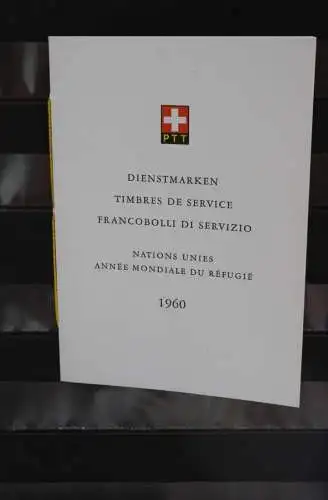 PTT
DIENSTMARKEN
TIMBRES DE SERVICE
FRANCOBOLLI DI SERVIZIO
NATIONS UNIES
ANNÉE MONDIALE DU RÉFUGIÉ
1960